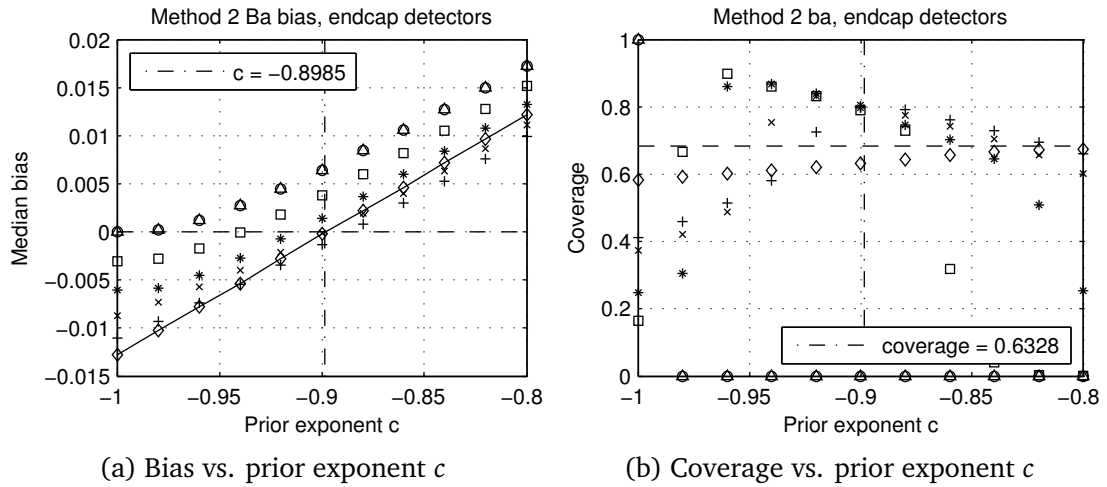 Method 2 Ba bias, endcap detectors
0.02
0.015
0.01
0.005
0
−0.005
−0.01
−0.015
Median bias
c = −0.8985
−1 −0.95 −0.9 −0.85 −0.8
Prior exponent c
(a) Bias vs. prior exponent c
Method 2 ba, endcap detectors
1
0.8
0.6
0.4
0.2
0
Coverage
coverage = 0.6328
−1 −0.95 −0.9 −0.85 −0.8
Prior exponent c
(b) Coverage vs. prior exponent c